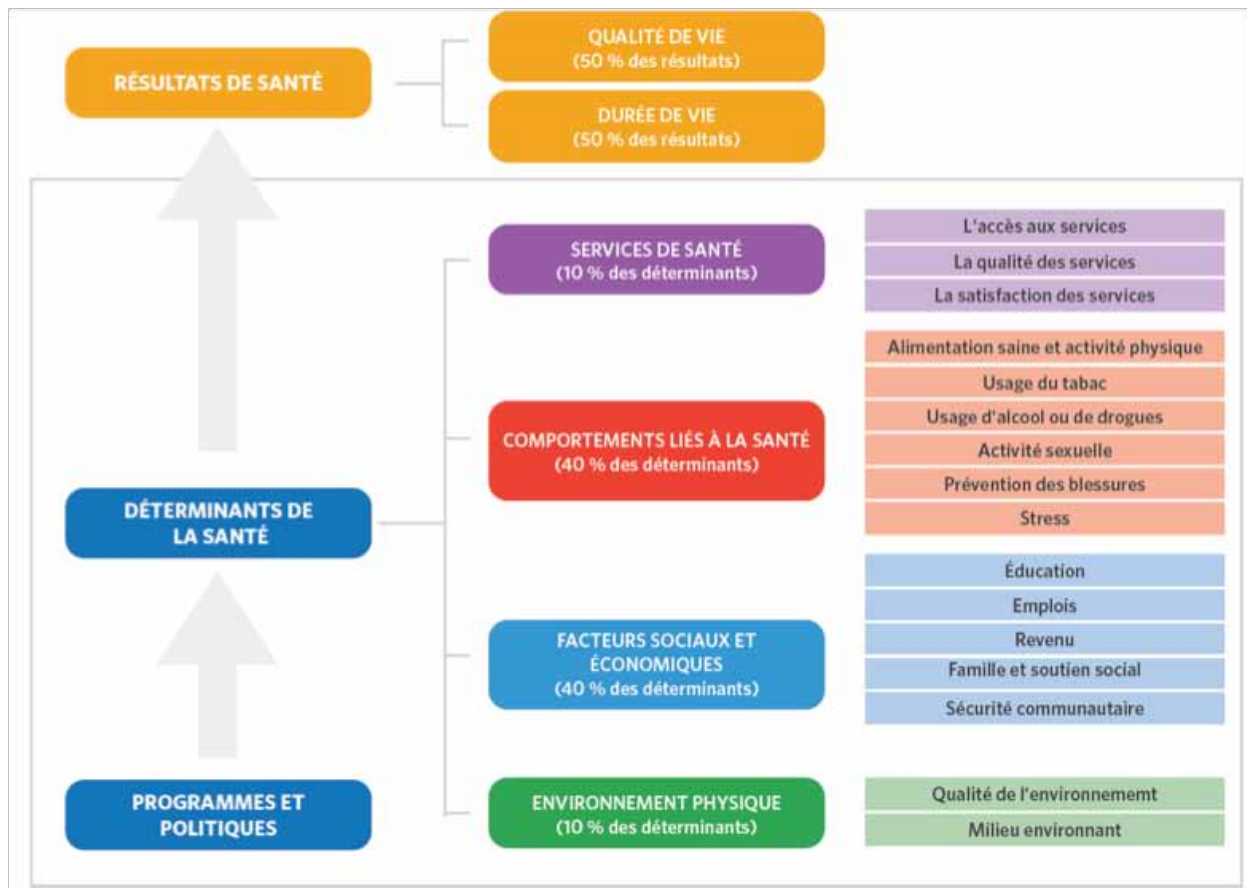 RÉSULTATS DE SANTÉ
QUALITÉ DE VIE
(50 % des résultats)
DURÉE DE VIE
(50 % des résultats)
DÉTERMINANTS DE
LA SANTÉ
PROGRAMMES ET
POLITIQUES
SERVICES DE SANTÉ
(10 % des déterminants)
L'accès aux services
La qualité des services
La satisfaction des services
COMPORTEMENTS LIÉS À LA SANTÉ
(40 % des déterminants)
Alimentation saine et activité physique
Usage du tabac
Usage d'alcool ou de drogues
Activité sexuelle
Prévention des blessures
Stress
FACTEURS SOCIAUX ET
ÉCONOMIQUES
(40 % des déterminants)
Éducation
Emplois
Revenu
Famille et soutien social
Sécurité communautaire
ENVIRONNEMENT PHYSIQUE
(10 % des déterminants)
Qualité de l'environnememt
Milieu environnant